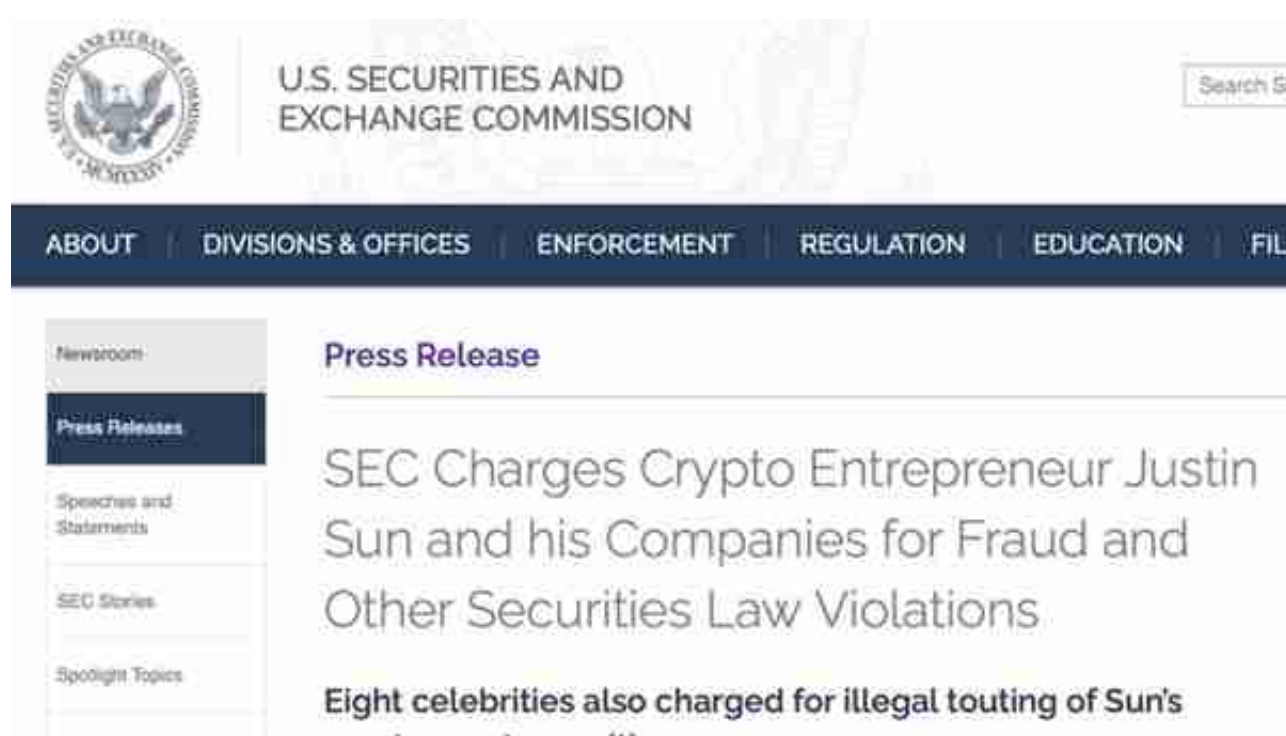 U.S. SECURITIES AND
EXCHANGE COMMISSION
Search S
ABOUT DIVISIONS & OFFICES ENFORCEMENT REGULATION EDUCATION FIL
Newsroom
Press Releases
Speeches and
Statements
SEC Stories
Spotlight Topics
Press Release
SEC Charges Crypto Entrepreneur Justin
Sun and his Companies for Fraud and
Other Securities Law Violations
Eight celebrities also charged for illegal touting of Sun's